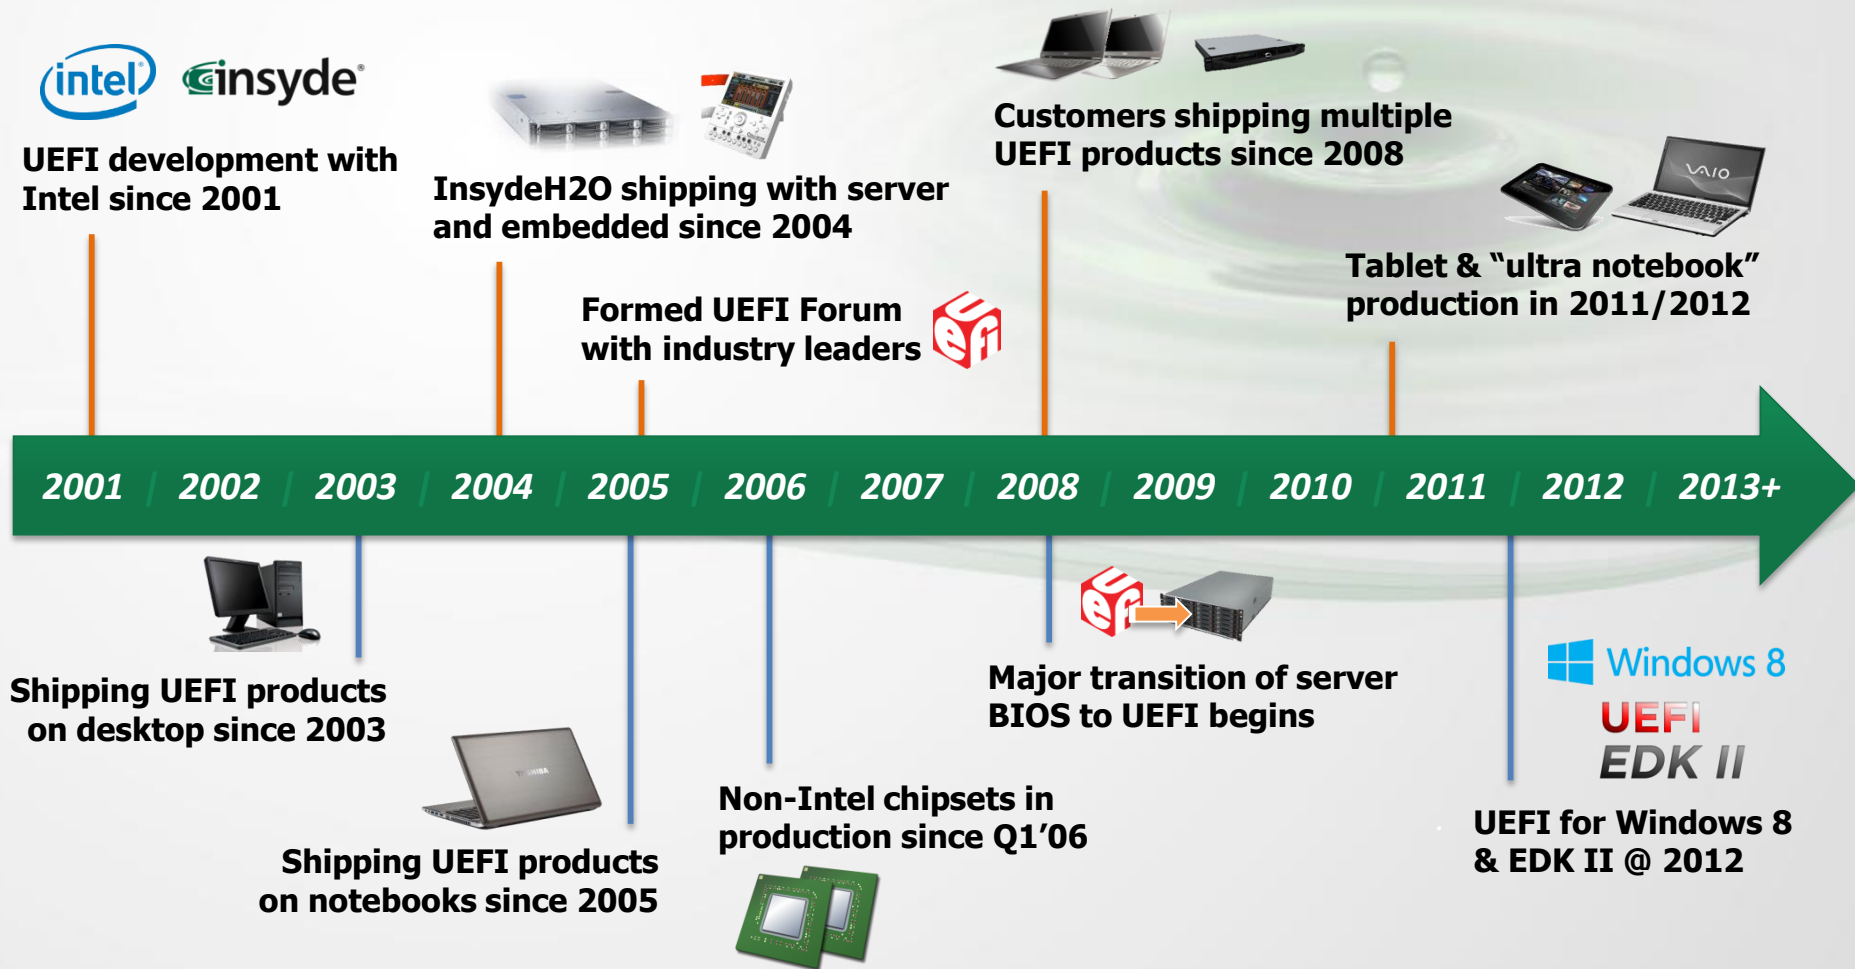 intel
insyde®
UEFI development with
Intel since 2001
InsydeH2O shipping with server
and embedded since 2004
Formed UEFI Forum
with industry leaders
UEFI
Customers shipping multiple
UEFI products since 2008
VAIO
Tablet & “ultra notebook”
production in 2011/2012
2001 / 2002 / 2003 / 2004 / 2005 / 2006 / 2007 / 2008 / 2009 / 2010 / 2011 / 2012 / 2013+
Shipping UEFI products
on desktop since 2003
TOSHIBA
Shipping UEFI products
on notebooks since 2005
Non-Intel chipsets in
production since Q1’06
UEFI
Major transition of server
BIOS to UEFI begins
Windows 8
UEFI
EDK II
UEFI for Windows 8
& EDK II @ 2012